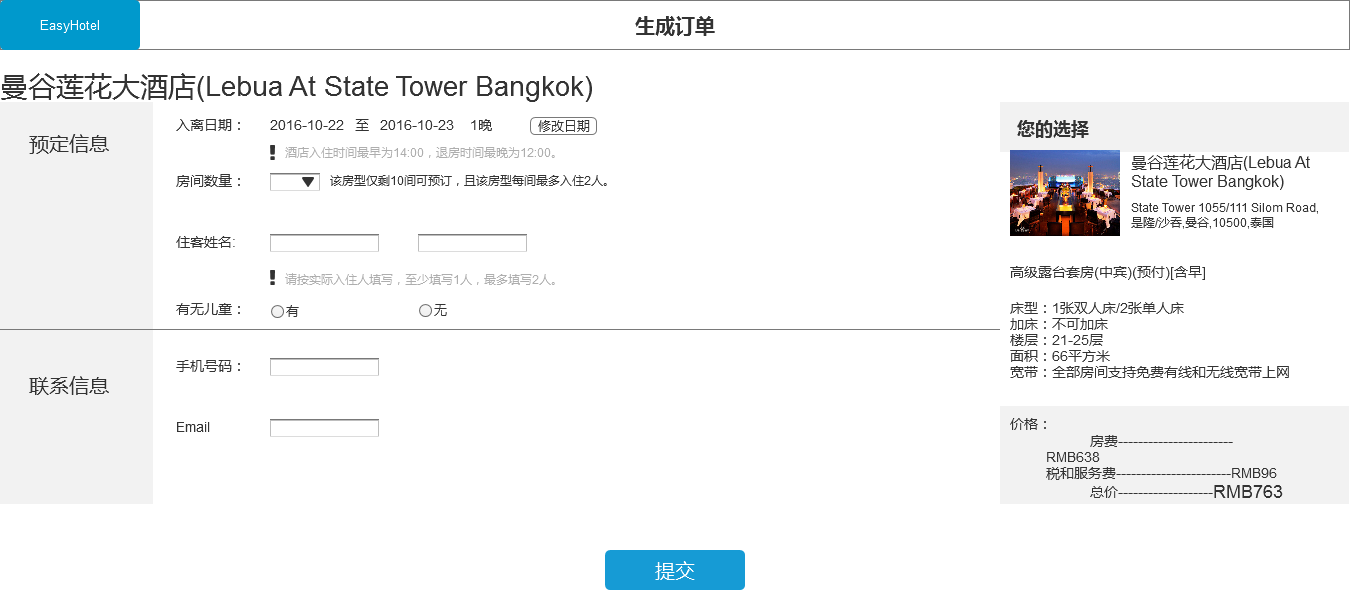 EasyHotel
生成订单
曼谷莲花大酒店(Lebua At State Tower Bangkok)
预定信息
入离日期： 2016-10-22 至 2016-10-23 1晚 修改日期
酒店入住时间最早为14:00，退房时间最晚为12:00。
房间数量： 该房型仅剩10间可预订，且该房型每间最多入住2人。
住客姓名:
请按实际入住人填写，至少填写1人，最多填写2人。
有无儿童： 有 无
联系信息
手机号码：
Email
您的选择
曼谷莲花大酒店(Lebua At
State Tower Bangkok)
State Tower 1055/111 Silom Road,
是隆/沙吞,曼谷,10500,泰国
高级露台套房(中宾)(预付)[含早]
床型：1张双人床/2张单人床
加床：不可加床
楼层：21-25层
面积：66平方米
宽带：全部房间支持免费有线和无线宽带上网
价格：
房费-----------------------
RMB638
税和服务费-----------------------RMB96
总价-------------------RMB763
提交